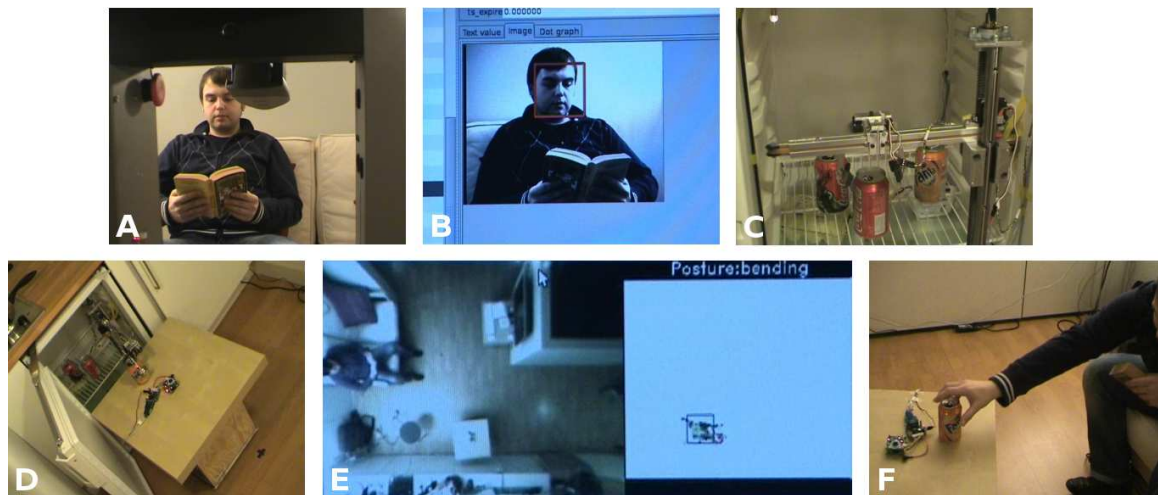 ts_expire 0.000000
Text value Image Dot graph
A
B
C
Posture:bending
D
E
F